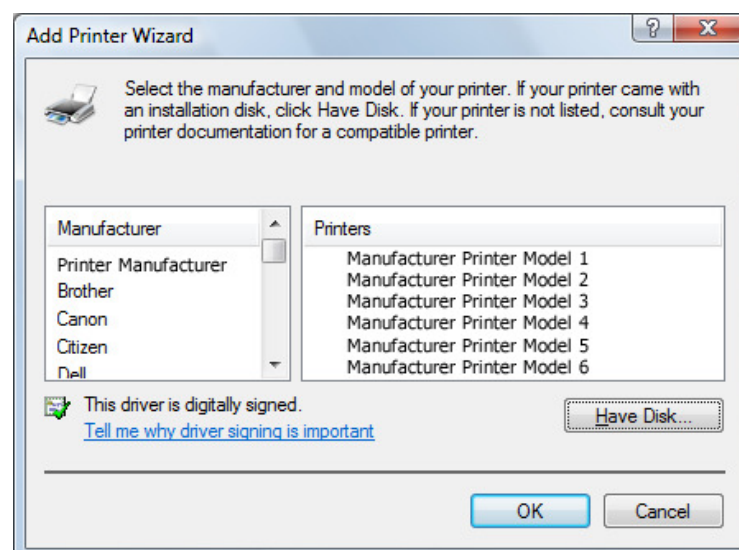 Add Printer Wizard
Select the manufacturer and model of your printer. If your printer came with
an installation disk, click Have Disk. If your printer is not listed, consult your
printer documentation for a compatible printer.
Manufacturer
Printer Manufacturer
Brother
Canon
Citizen
Dell
Printers
Manufacturer Printer Model 1
Manufacturer Printer Model 2
Manufacturer Printer Model 3
Manufacturer Printer Model 4
Manufacturer Printer Model 5
Manufacturer Printer Model 6
This driver is digitally signed.
Tell me why driver signing is important
Have Disk...
OK
Cancel